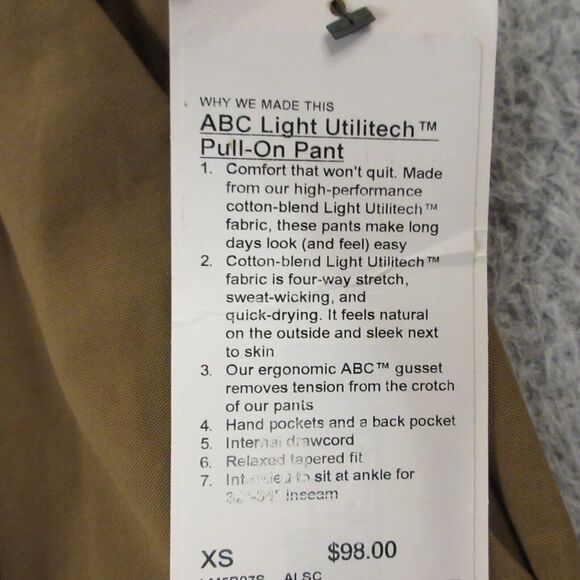 WHY WE MADE THIS
ABC Light Utilitech™
Pull-On Pant
1. Comfort that won't quit. Made
from our high-performance
cotton-blend Light Utilitech™
fabric, these pants make long
days look (and feel) easy
2. Cotton-blend Light Utilitech™
fabric is four-way stretch,
sweat-wicking, and
quick-drying. It feels natural
on the outside and sleek next
to skin
3. Our ergonomic ABC™ gusset
removes tension from the crotch
of our pants
4. Hand pockets and a back pocket
5. Internal drawcord
6. Relaxed tapered fit
7. Intended to sit at ankle for
inseam
XS $98.00
ALSC